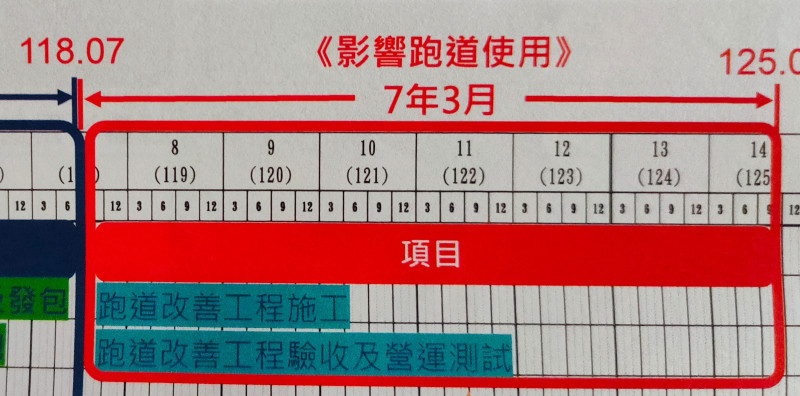 118.07 《影響跑道使用》 125.0
7年3月
8 9 10 11 12 13 14
(119) (120) (121) (122) (123) (124) (125
12 3 6 12 3 6 9 12 3 6 9 12 3 6 9 12 3 6 9 12 3 6 9 12 3 6 9 12 3 6 9 12
項目
發包 跑道改善工程施工
跑道改善工程驗收及營運測試